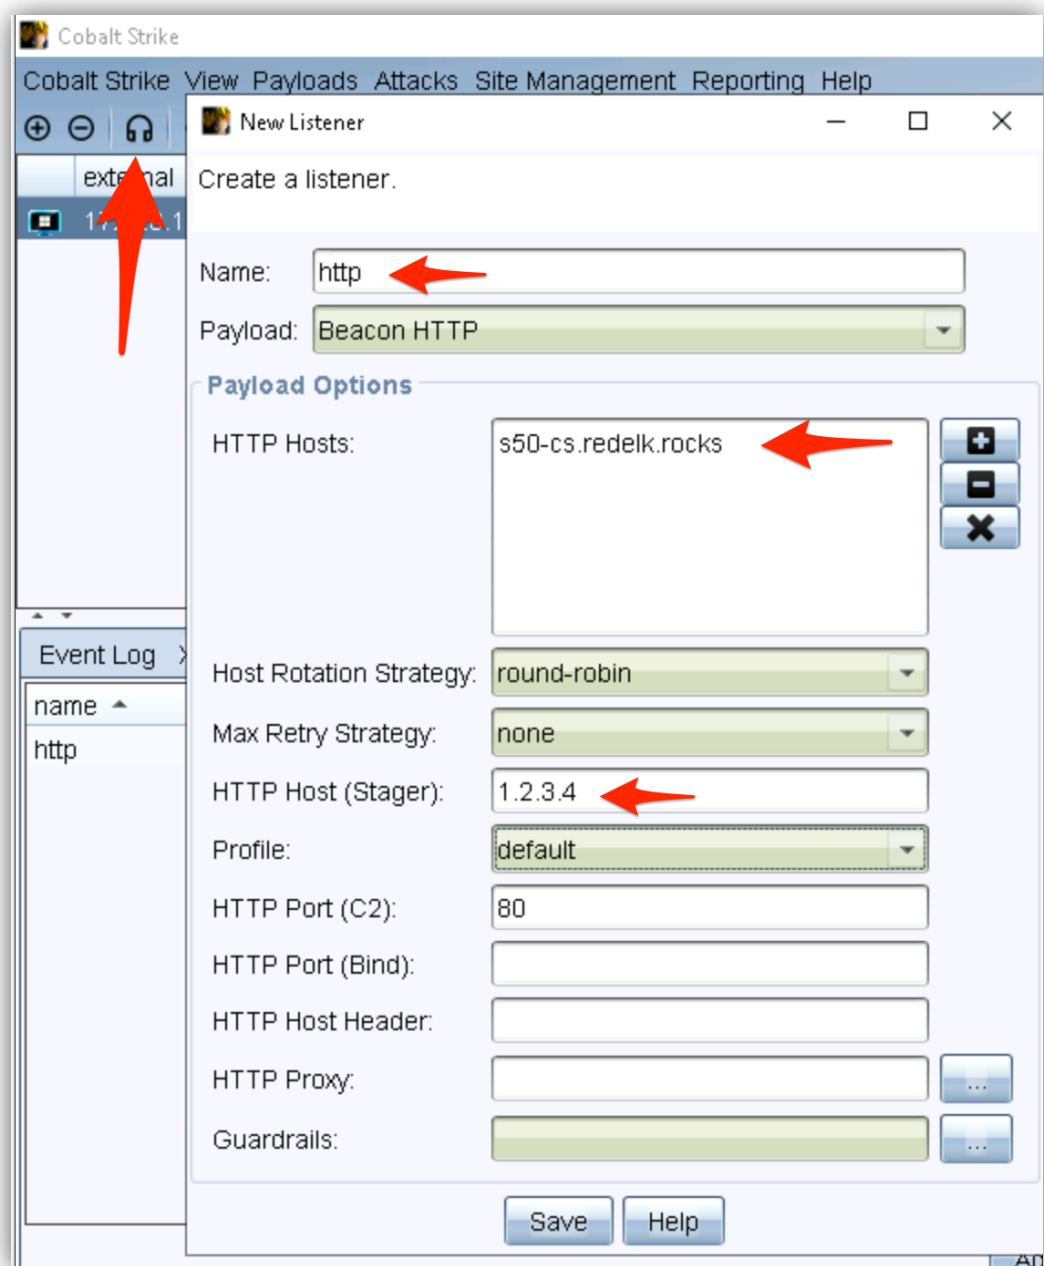 Cobalt Strike
Cobalt Strike View Payloads Attacks Site Management Reporting Help
New Listener
external
Create a listener.
Name: http
Payload: Beacon HTTP
Payload Options
HTTP Hosts: s50-cs.redelk.rocks
Event Log X
Host Rotation Strategy: round-robin
name
Max Retry Strategy: none
http
HTTP Host (Stager): 1.2.3.4
Profile: default
HTTP Port (C2): 80
HTTP Port (Bind):
HTTP Host Header:
HTTP Proxy: ...
Guardrails: ...
Save Help